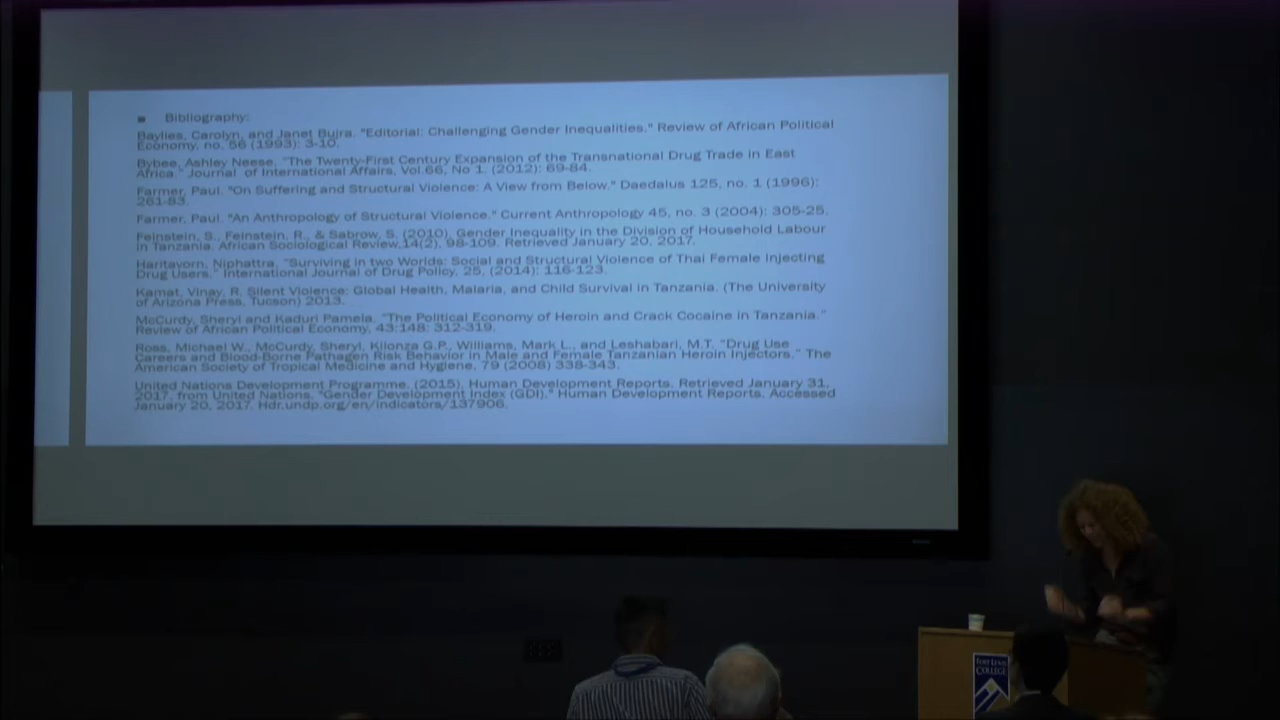 Bibliography:
Baylies, Carolyn, and Janet Bujra. "Editorial: Challenging Gender Inequalities." Review of African Political
Economy, no. 56 (1993): 3-10.
Bybee, Ashley Neese. "The Twenty-First Century Expansion of the Transnational Drug Trade in East
Africa." Journal of International Affairs, Vol.66, No 1. (2012): 69-84.
Farmer, Paul. "On Suffering and Structural Violence: A View from Below." Daedalus 125, no. 1 (1996):
261-83.
Farmer, Paul. "An Anthropology of Structural Violence." Current Anthropology 45, no. 3 (2004): 305-25.
Feinstein, S., Feinstein, R., & Sabrow, S. (2010). Gender Inequality in the Division of Household Labour
in Tanzania. African Sociological Review,14(2), 98-109. Retrieved January 20, 2017.
Haritavorn, Niphattra. "Surviving in two Worlds: Social and Structural Violence of Thai Female Injecting
Drug Users." International Journal of Drug Policy, 25, (2014): 116-123.
Kamat, Vinay, R. Silent Violence: Global Health, Malaria, and Child Survival in Tanzania. (The University
of Arizona Press, Tucson) 2013.
McCurdy, Sheryl and Kaduri Pamela. "The Political Economy of Heroin and Crack Cocaine in Tanzania."
Review of African Political Economy, 43:148: 312-319.
Ross, Michael W., McCurdy, Sheryl, Kilonza G.P., Williams, Mark L., and Leshabari, M.T. "Drug Use
Careers and Blood-Borne Pathagen Risk Behavior in Male and Female Tanzanian Heroin Injectors." The
American Society of Tropical Medicine and Hygiene, 79 (2008) 338-343.
United Nations Development Programme. (2015). Human Development Reports. Retrieved January 31,
2017, from United Nations. "Gender Development Index (GDI)." Human Development Reports. Accessed
January 20, 2017. Hdr.undp.org/en/indicators/137906.
FORT LEWIS
COLLEGE